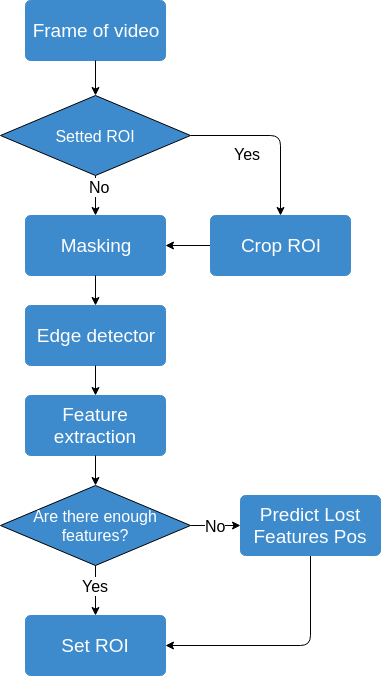 Frame of video
Setted ROI
Yes
No
Masking
Crop ROI
Edge detector
Feature
extraction
Are there enough
features?
No
Predict Lost
Features Pos
Yes
Set ROI